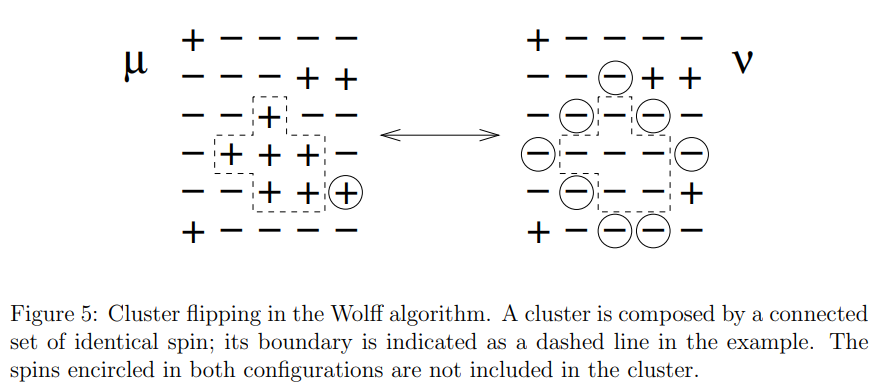 + − − − − + − − − −
μ ν
− − − + + − − − + +
− − + − − − − − − −
− + + + − − − − − −
− − + + + − − − − +
+ − − − − + − − − −
Figure 5: Cluster flipping in the Wolff algorithm. A cluster is composed by a connected
set of identical spin; its boundary is indicated as a dashed line in the example. The
spins encircled in both configurations are not included in the cluster.